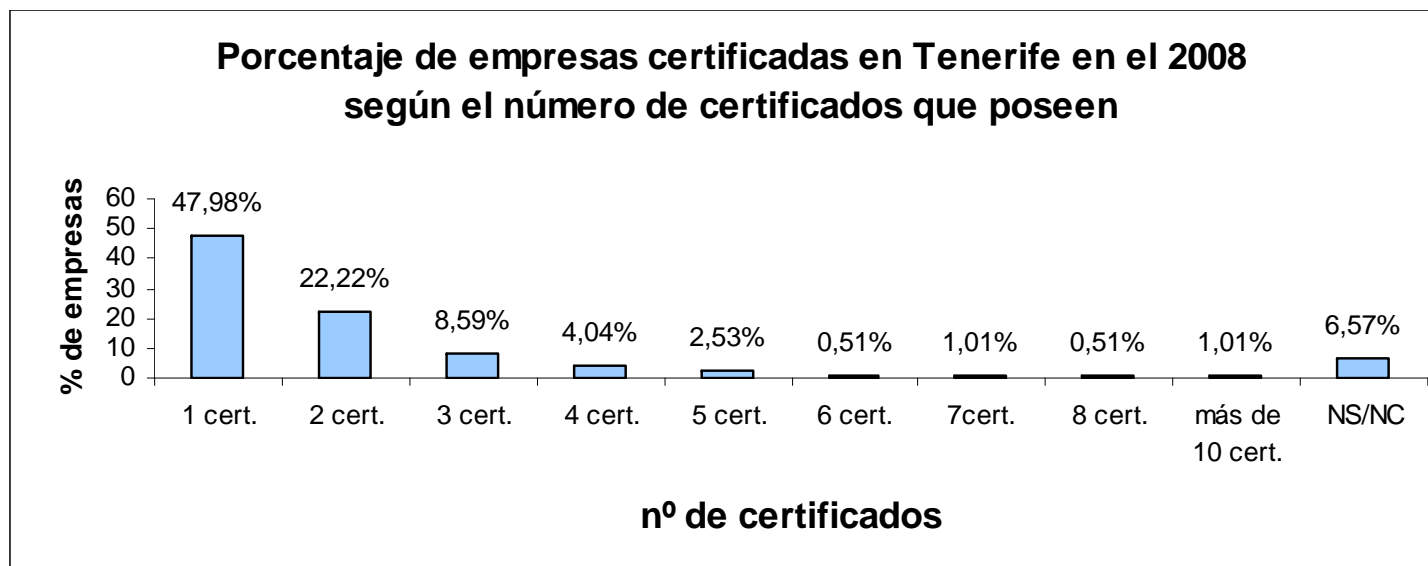 Porcentaje de empresas certificadas en Tenerife en el 2008
según el número de certificados que poseen
% de empresas
60
50
40
30
20
10
0
47,98%
22,22%
8,59%
4,04%
2,53%
0,51%
1,01%
0,51%
1,01%
6,57%
1 cert.
2 cert.
3 cert.
4 cert.
5 cert.
6 cert.
7cert.
8 cert.
más de
10 cert.
NS/NC
nº de certificados